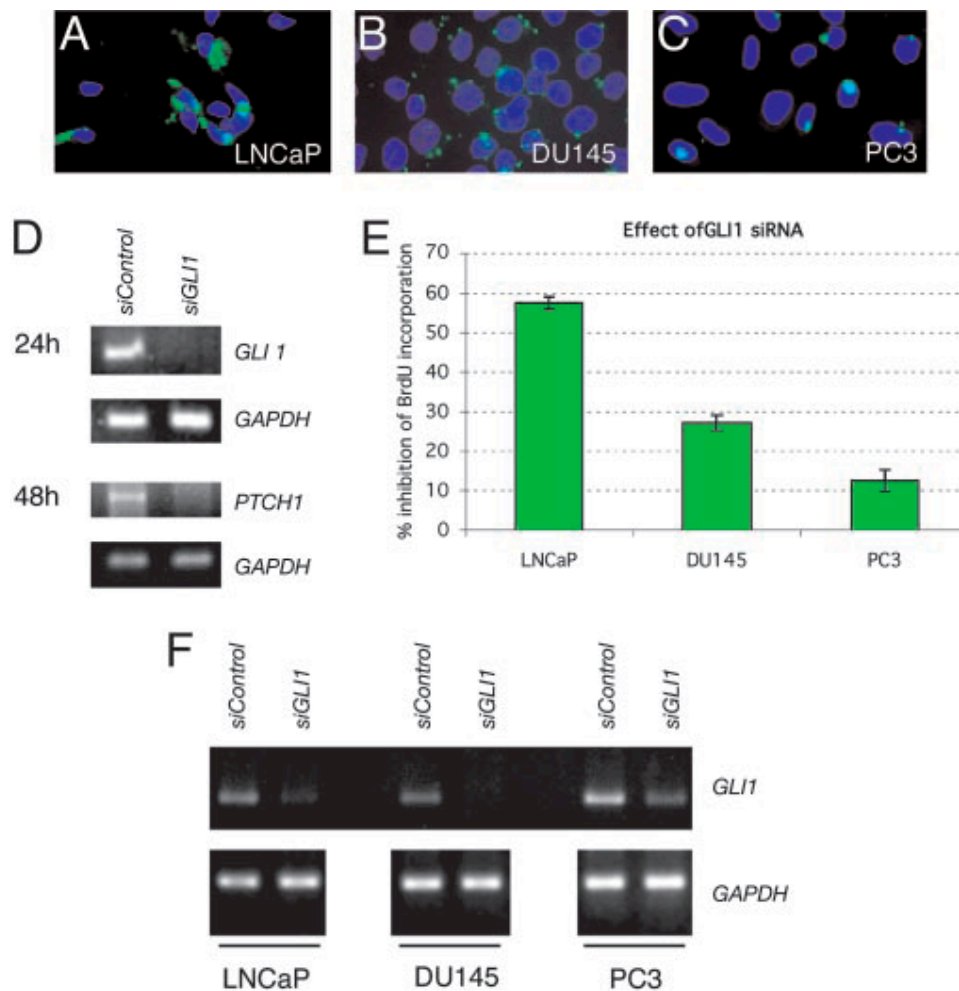 A
LNCaP
B
DU145
C
PC3
D
siControl
siGLI1
24h
GLI 1
GAPDH
48h
PTCH1
GAPDH
E
Effect ofGLI1 siRNA
% inhibition of BrdU incorporation
70
60
50
40
30
20
10
0
LNCaP
DU145
PC3
F
siControl
siGLI1
siControl
siGLI1
siControl
siGLI1
GLI1
GAPDH
LNCaP
DU145
PC3